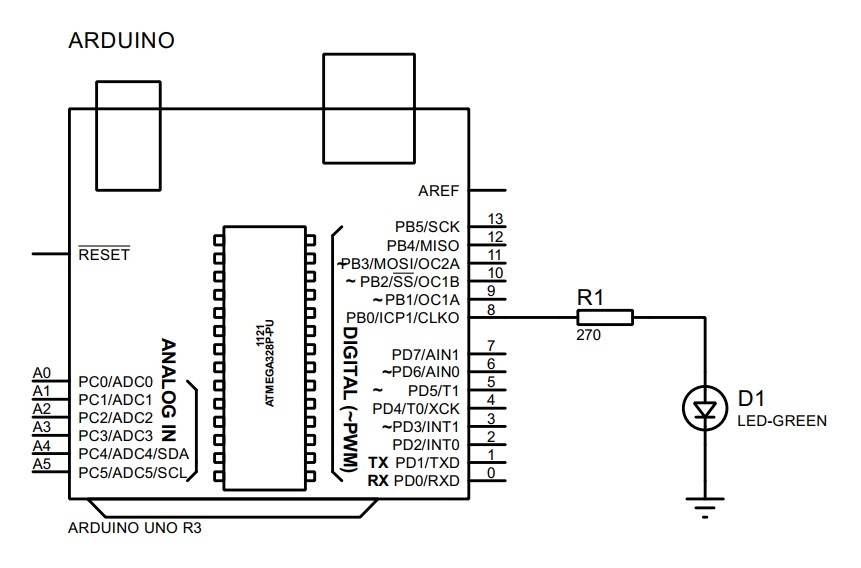 ARDUINO
AREF
RESET
PB5/SCK 13
PB4/MISO 12
~PB3/MOSI/OC2A 11
~ PB2/SS/OC1B 10
~ PB1/OC1A 9
PB0/ICP1/CLKO 8
PD7/AIN1 7
~PD6/AIN0 6
~ PD5/T1 5
PD4/T0/XCK 4
~PD3/INT1 3
PD2/INT0 2
TX PD1/TXD 1
RX PD0/RXD 0
A0 PC0/ADC0
A1 PC1/ADC1
A2 PC2/ADC2
A3 PC3/ADC3
A4 PC4/ADC4/SDA
A5 PC5/ADC5/SCL
ANALOG IN
1121
ATMEGA328P-PU
DIGITAL (~PWM)
R1
270
D1
LED-GREEN
ARDUINO UNO R3